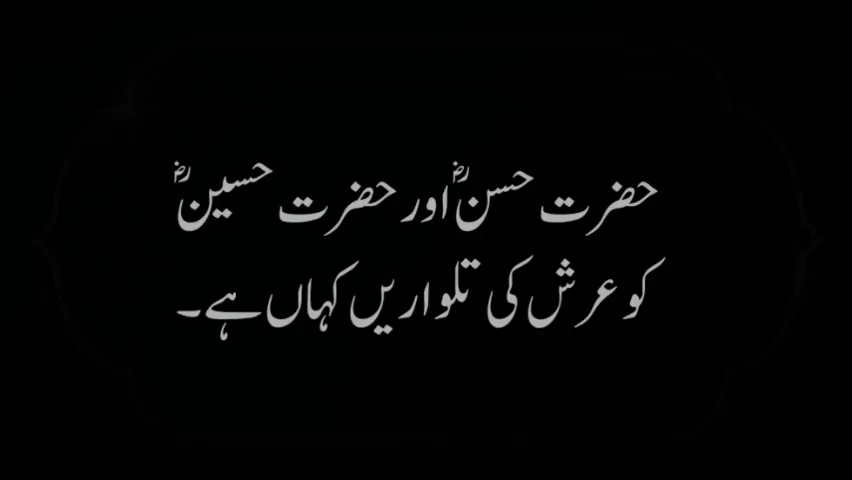 حضرت حسنؓ اور حضرت حسینؓ
کو عرش کی تلواریں کہاں ہے۔